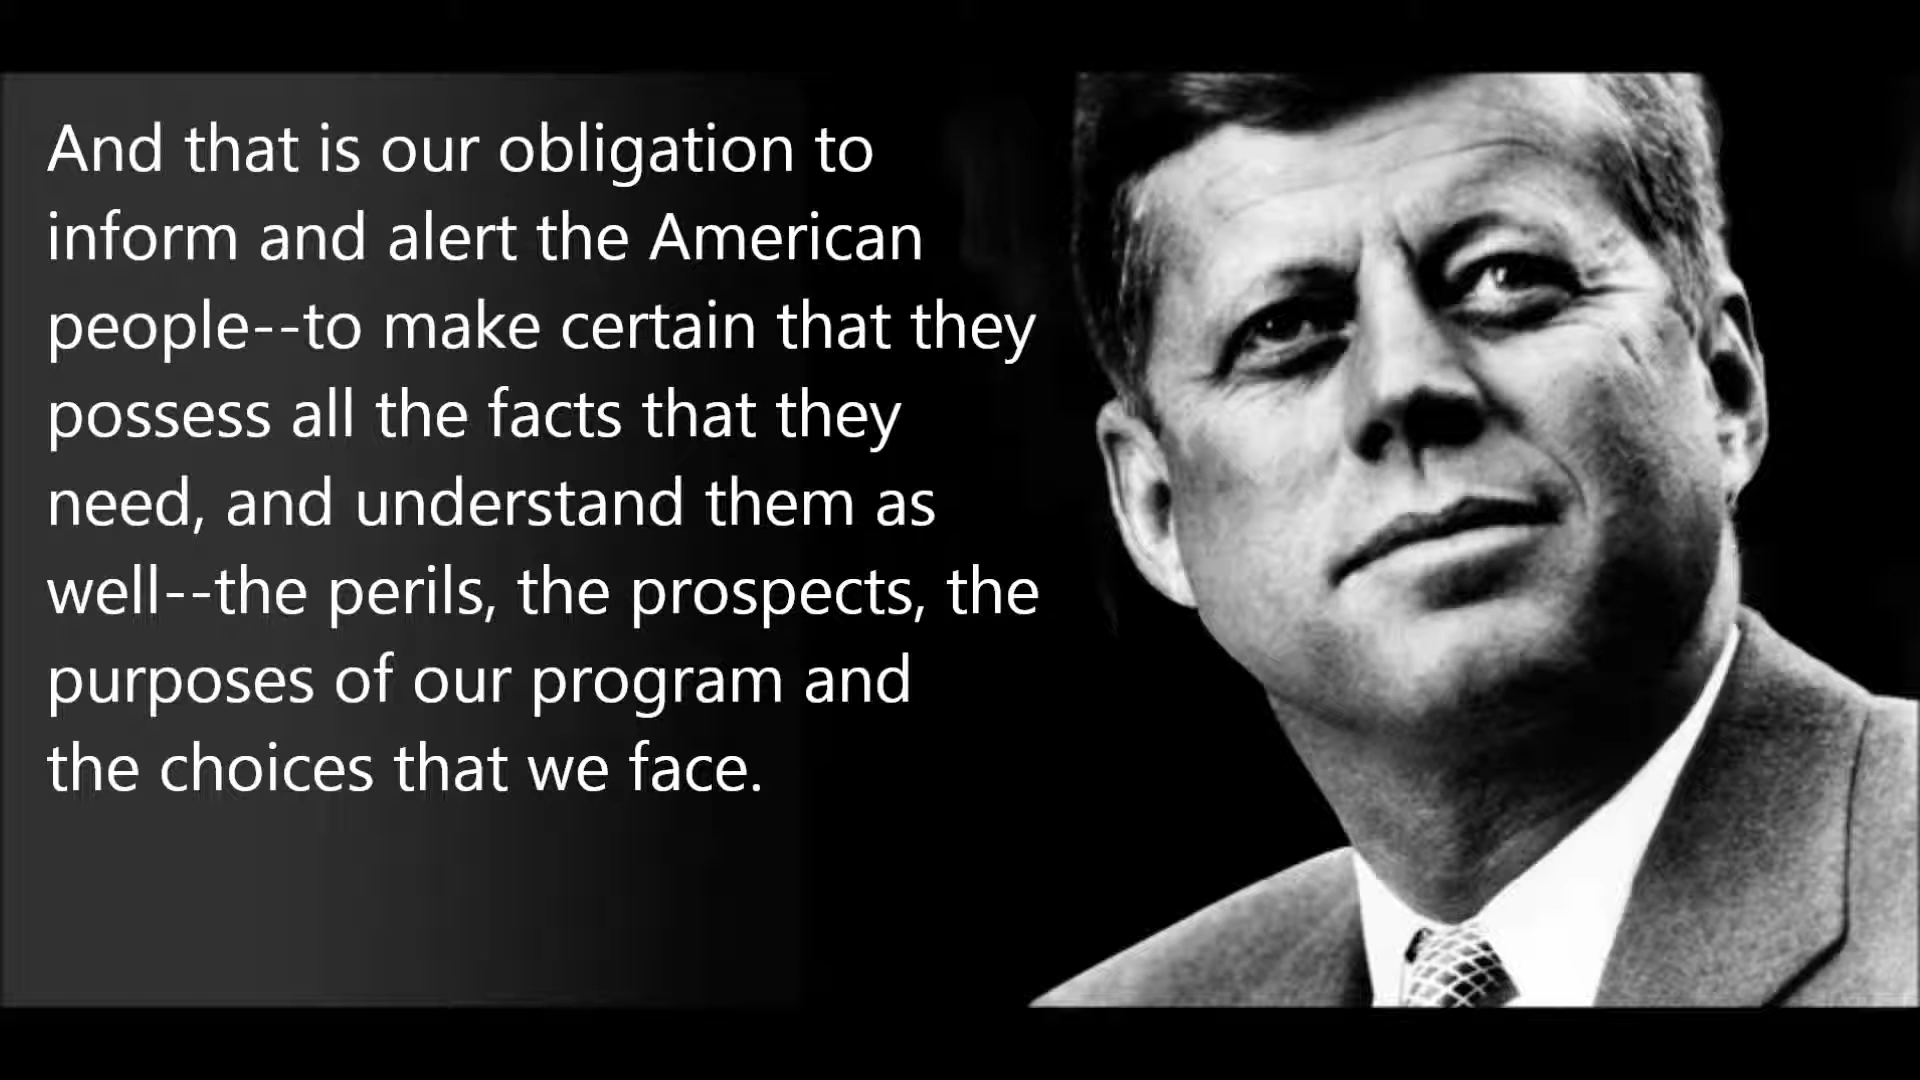 And that is our obligation to
inform and alert the American
people--to make certain that they
possess all the facts that they
need, and understand them as
well--the perils, the prospects, the
purposes of our program and
the choices that we face.